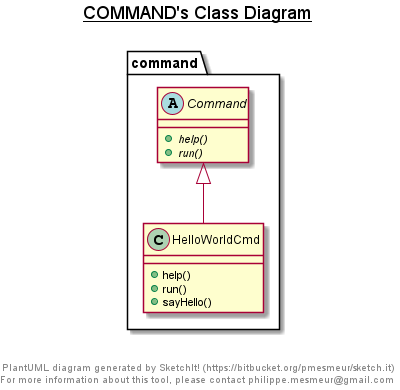 COMMAND's Class Diagram
command
A Command
help()
run()
C HelloWorldCmd
help()
run()
sayHello()
PlantUML diagram generated by SketchIt! (https://bitbucket.org/pmesmeur/sketch.it)
For more information about this tool, please contact philippe.mesmeur@gmail.com